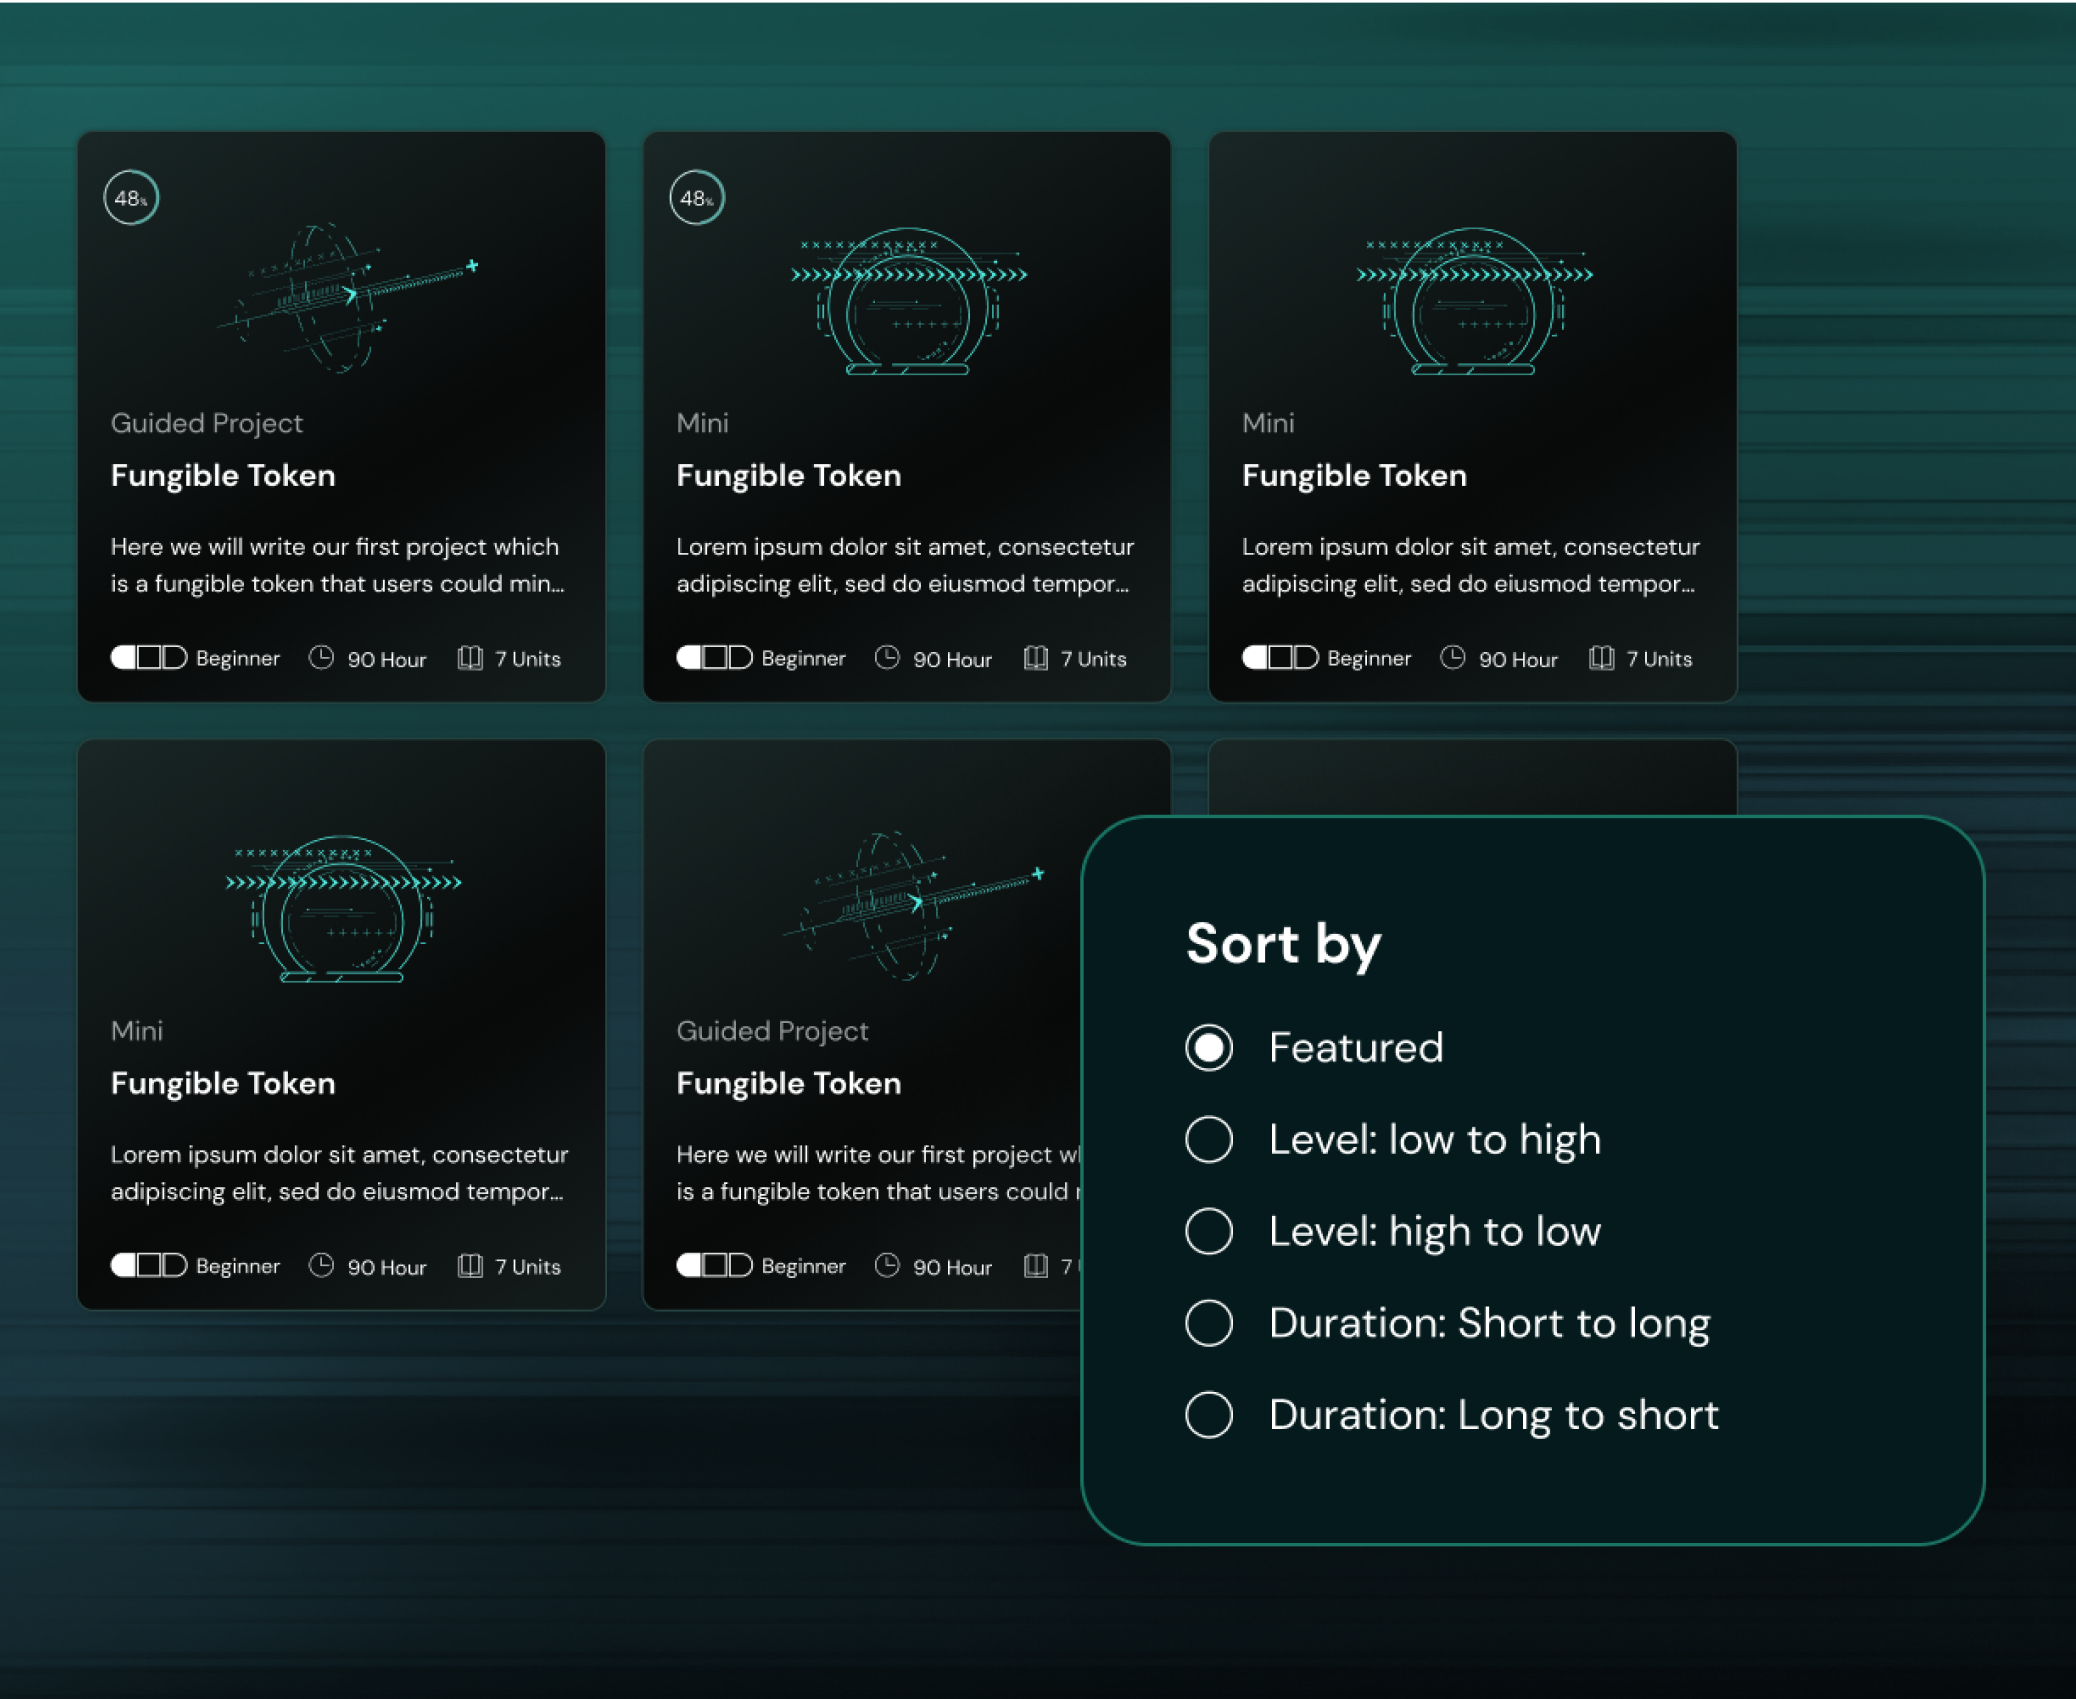 48%
Guided Project
Fungible Token
Here we will write our first project which
is a fungible token that users could min...
Beginner 90 Hour 7 Units
48%
Mini
Fungible Token
Lorem ipsum dolor sit amet, consectetur
adipiscing elit, sed do eiusmod tempor...
Beginner 90 Hour 7 Units
Mini
Fungible Token
Lorem ipsum dolor sit amet, consectetur
adipiscing elit, sed do eiusmod tempor...
Beginner 90 Hour 7 Units
Mini
Fungible Token
Lorem ipsum dolor sit amet, consectetur
adipiscing elit, sed do eiusmod tempor...
Beginner 90 Hour 7 Units
Guided Project
Fungible Token
Here we will write our first project
is a fungible token that users could
Beginner 90 Hour 7
Sort by
Featured
Level: low to high
Level: high to low
Duration: Short to long
Duration: Long to short